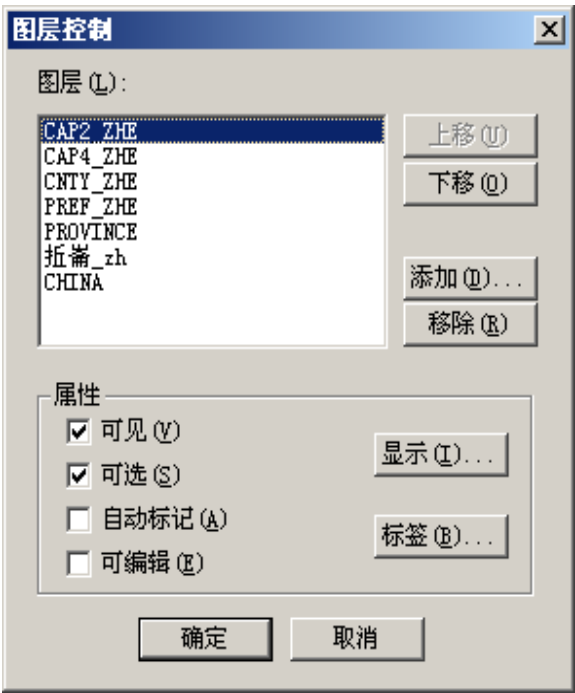 图层控制
图层(L):
CAP2_ZHE
CAP4_ZHE
CNTY_ZHE
PREF_ZHE
PROVINCE
_zh
CHINA
上移(U)
下移(O)
添加(D)...
移除(R)
属性
可见(V)
可选(S)
自动标记(A)
可编辑(E)
显示(I)...
标签(B)...
确定
取消